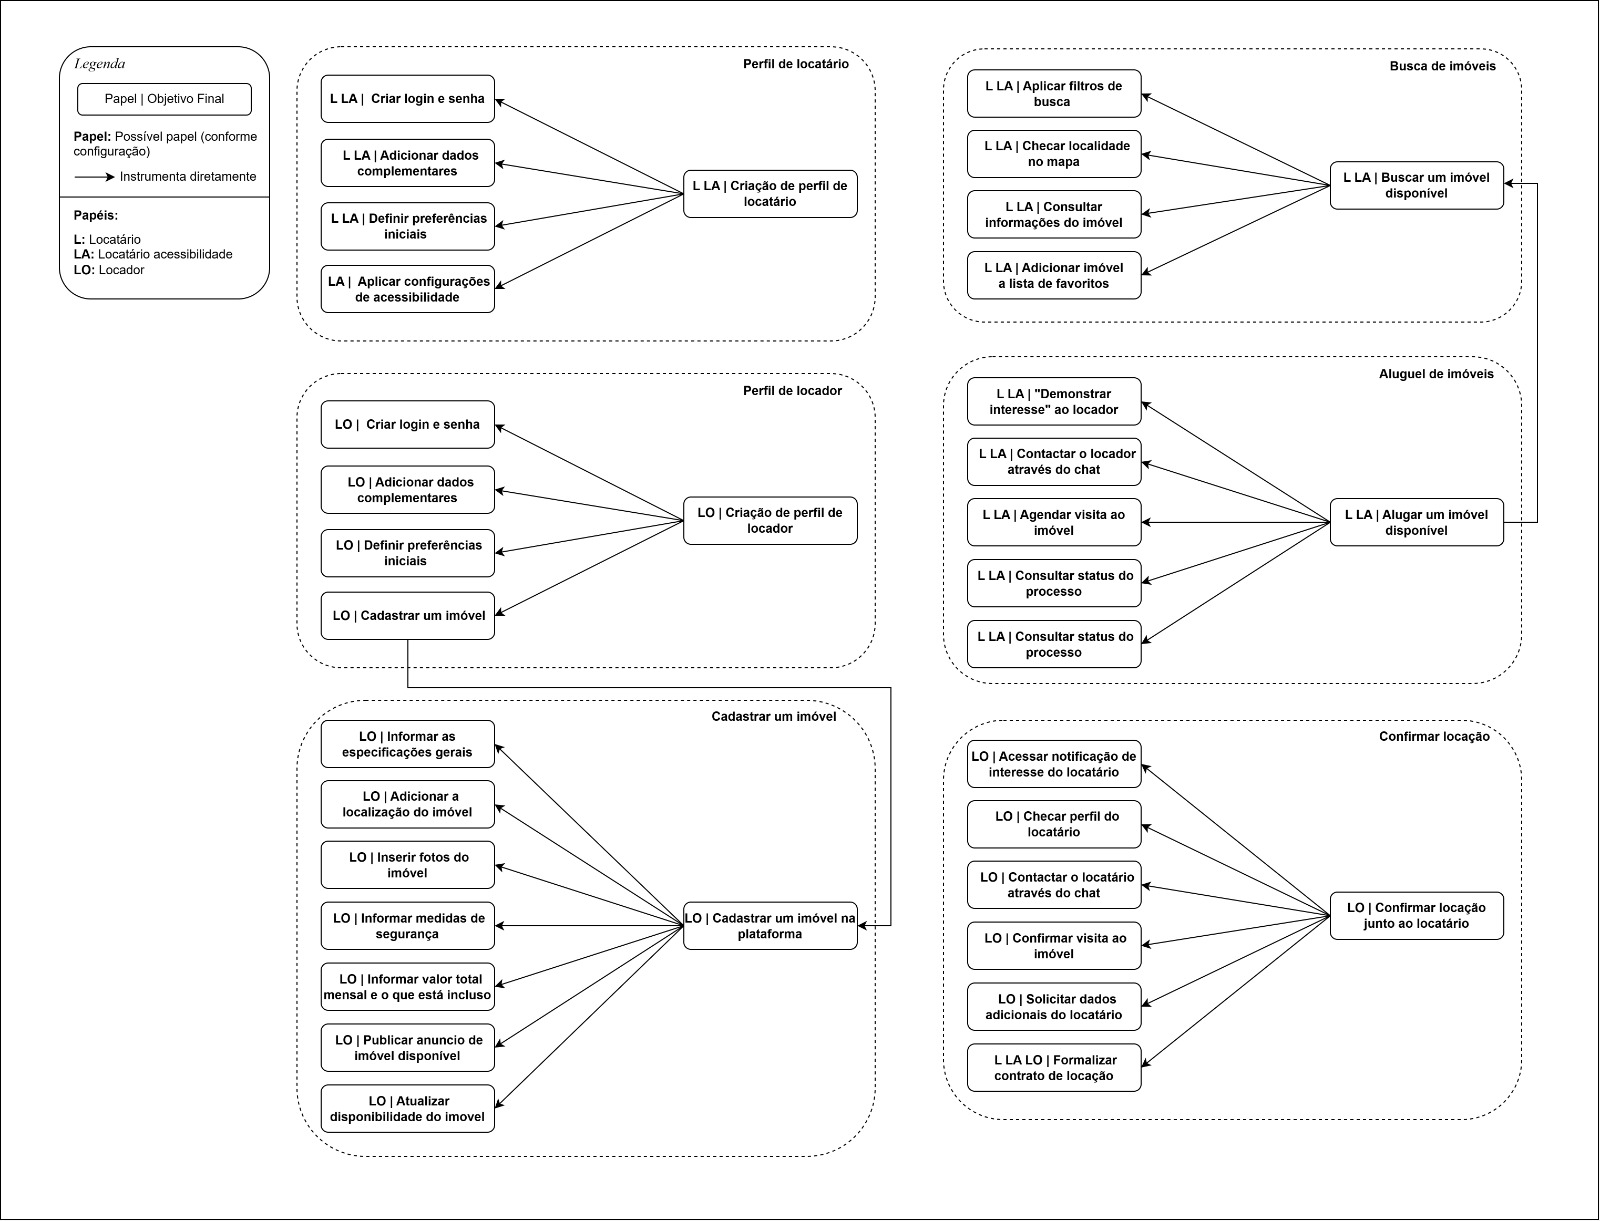 Legenda
Papel | Objetivo Final
Papel: Possível papel (conforme
configuração)
Instrumenta diretamente
Papéis:
L: Locatário
LA: Locatário acessibilidade
LO: Locador
Perfil de locatário
L LA | Criar login e senha
L LA | Adicionar dados
complementares
L LA | Definir preferências
iniciais
LA | Aplicar configurações
de acessibilidade
L LA | Criação de perfil de
locatário
Perfil de locador
LO | Criar login e senha
LO | Adicionar dados
complementares
LO | Definir preferências
iniciais
LO | Cadastrar um imóvel
LO | Criação de perfil de
locador
Cadastrar um imóvel
LO | Informar as
especificações gerais
LO | Adicionar a
localização do imóvel
LO | Inserir fotos do
imóvel
LO | Informar medidas de
segurança
LO | Informar valor total
mensal e o que está incluso
LO | Publicar anuncio de
imóvel disponível
LO | Atualizar
disponibilidade do imovel
LO | Cadastrar um imóvel na
plataforma
Busca de imóveis
L LA | Aplicar filtros de
busca
L LA | Checar localidade
no mapa
L LA | Consultar
informações do imóvel
L LA | Adicionar imóvel
a lista de favoritos
L LA | Buscar um imóvel
disponível
Aluguel de imóveis
L LA | "Demonstrar
interesse" ao locador
L LA | Contactar o locador
através do chat
L LA | Agendar visita ao
imóvel
L LA | Consultar status do
processo
L LA | Consultar status do
processo
L LA | Alugar um imóvel
disponível
Confirmar locação
LO | Acessar notificação de
interesse do locatário
LO | Checar perfil do
locatário
LO | Contactar o locatário
através do chat
LO | Confirmar visita ao
imóvel
LO | Solicitar dados
adicionais do locatário
L LA LO | Formalizar
contrato de locação
LO | Confirmar locação
junto ao locatário